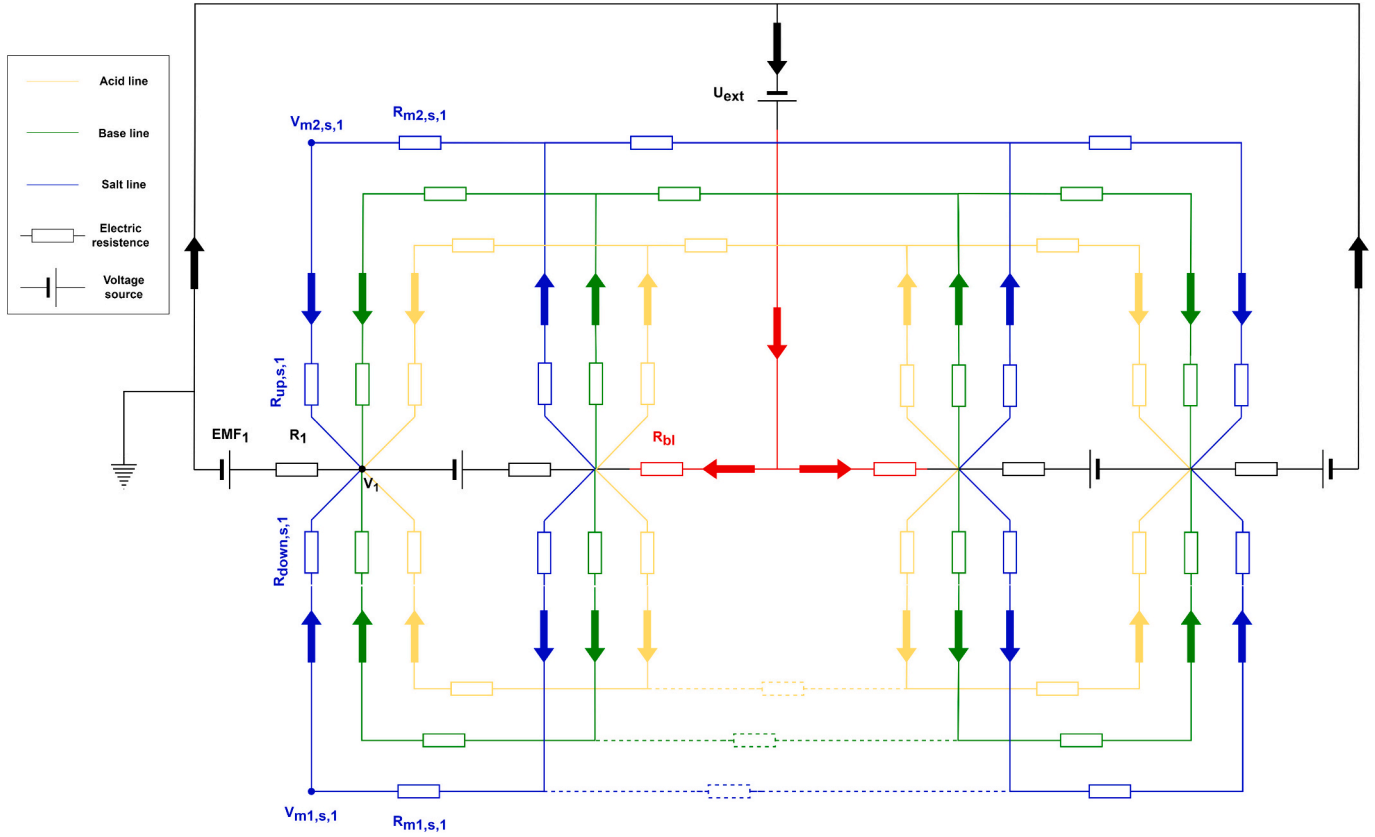 Acid line
Base line
Salt line
Electric
resistence
Voltage
source
Uext
Vm2,s,1
Rm2,s,1
Rup,s,1
EMF1
R1
Rbl
V1
Rdown,s,1
Vm1,s,1
Rm1,s,1